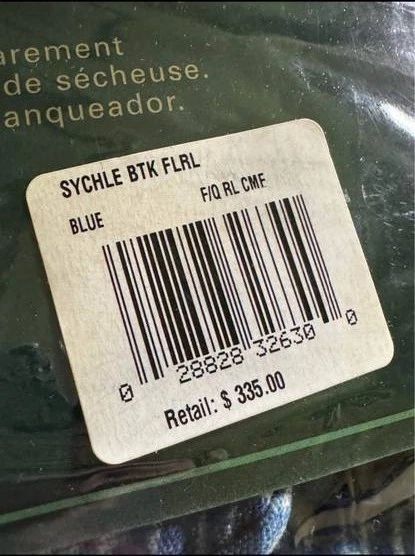 arement
de sécheuse.
anqueador.
SYCHLE BTK FLRL
BLUE F/Q RL CMF
0 28828 32630 0
Retail: $ 335.00